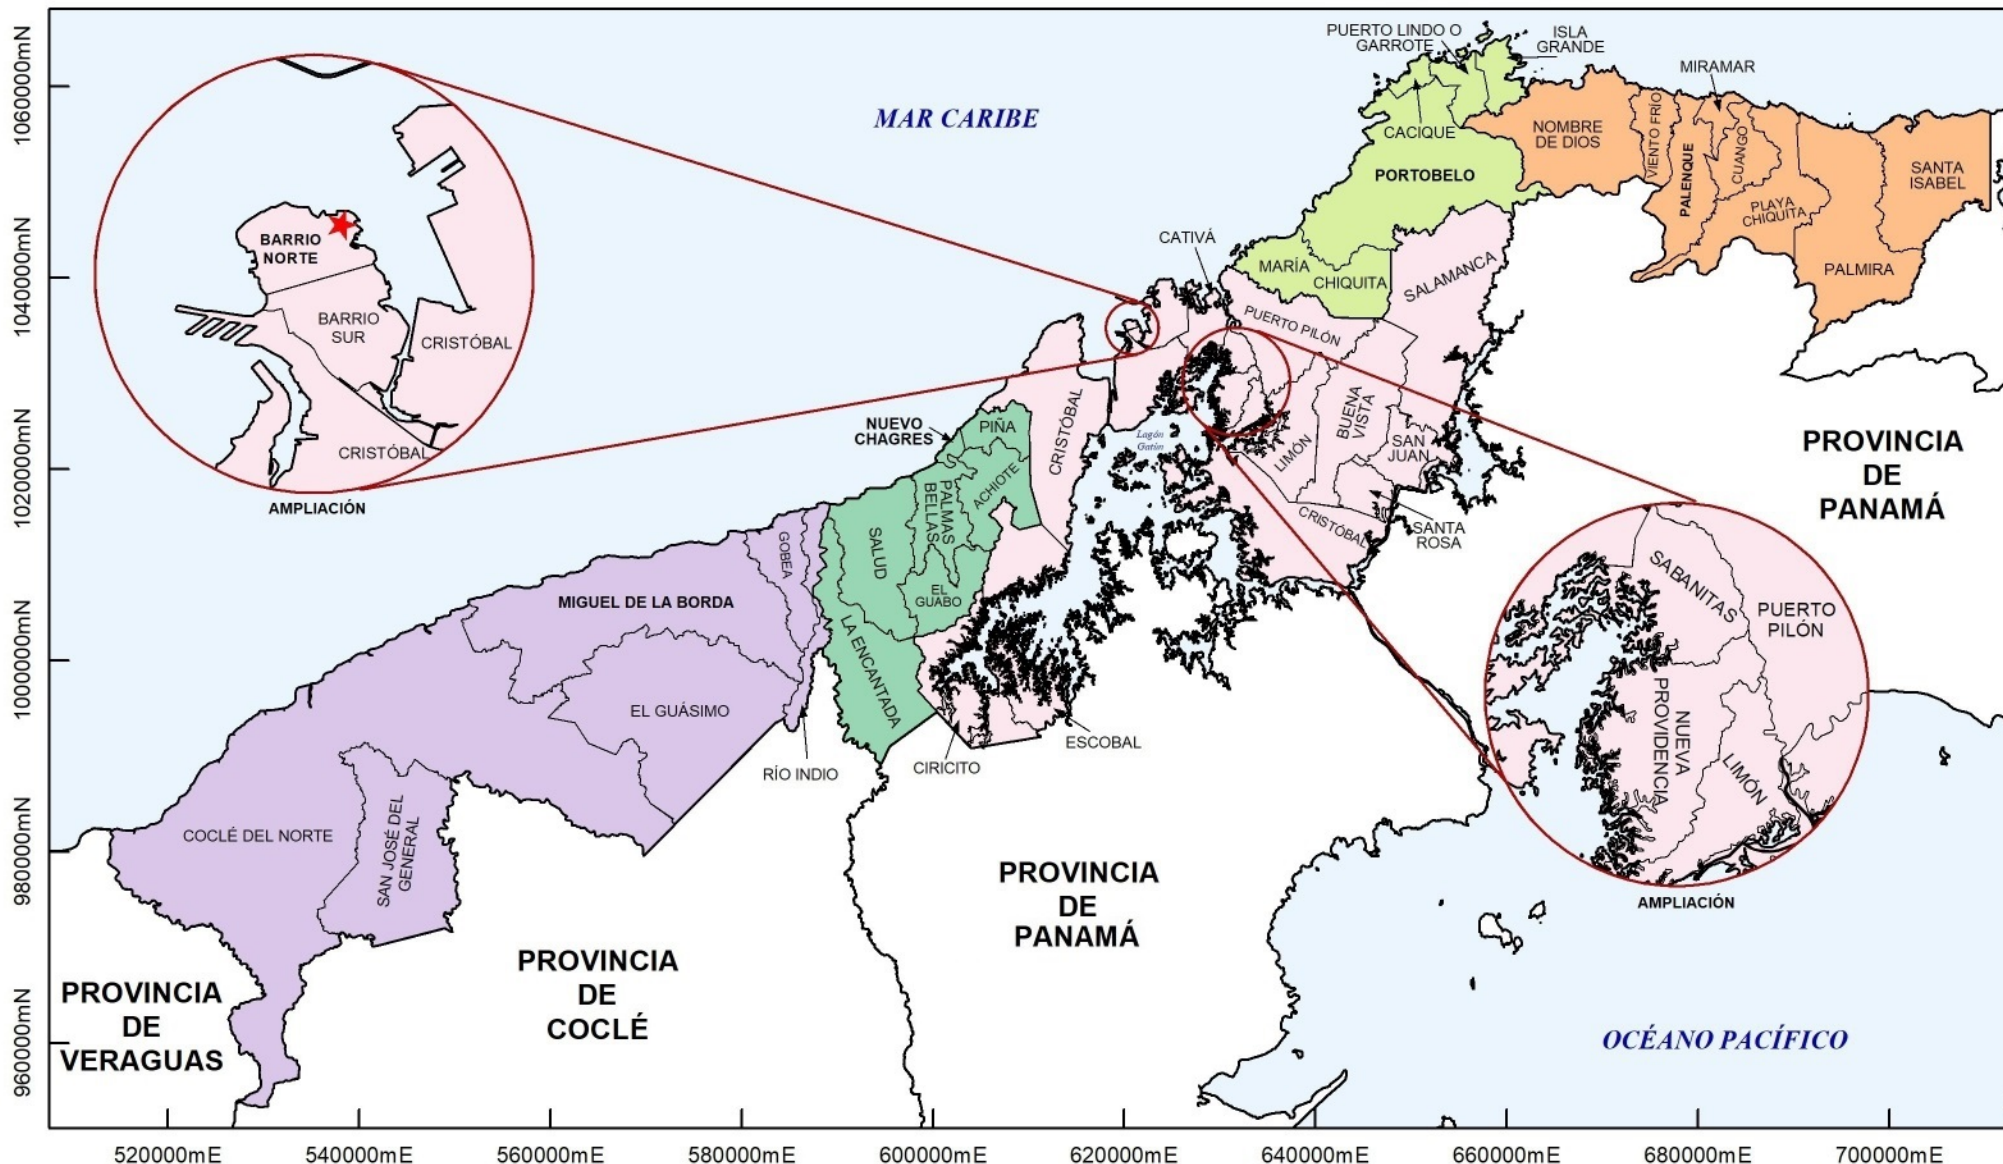 1060000mN
1040000mN
1020000mN
1000000mN
980000mN
960000mN
520000mE
540000mE
560000mE
580000mE
600000mE
620000mE
640000mE
660000mE
680000mE
700000mE
MAR CARIBE
PUERTO LINDO O
GARROTE
ISLA
GRANDE
MIRAMAR
CACIQUE
NOMBRE
DE DIOS
VIENTO FRÍO
PALENQUE
CUANGO
PLAYA
CHIQUITA
SANTA
ISABEL
PALMIRA
PORTOBELO
MARÍA
CHIQUITA
CATIVÁ
SALAMANCA
PUERTO PILÓN
BUENA
VISTA
LIMÓN
SAN
JUAN
SANTA
ROSA
CRISTÓBAL
CRISTÓBAL
Lagón
Gatún
BARRIO
NORTE
BARRIO
SUR
CRISTÓBAL
CRISTÓBAL
AMPLIACIÓN
NUEVO
CHAGRES
PIÑA
ACHIOTE
PALMAS
BELLAS
SALUD
EL
GUABO
LA ENCANTADA
GOBEA
MIGUEL DE LA BORDA
EL GUÁSIMO
RÍO INDIO
CIRICITO
ESCOBAL
COCLÉ DEL NORTE
SAN JOSÉ DEL
GENERAL
PROVINCIA
DE
PANAMÁ
SABANITAS
PUERTO
PILÓN
NUEVA
PROVIDENCIA
LIMÓN
AMPLIACIÓN
PROVINCIA
DE
PANAMÁ
PROVINCIA
DE
COCLÉ
PROVINCIA
DE
VERAGUAS
OCÉANO PACÍFICO